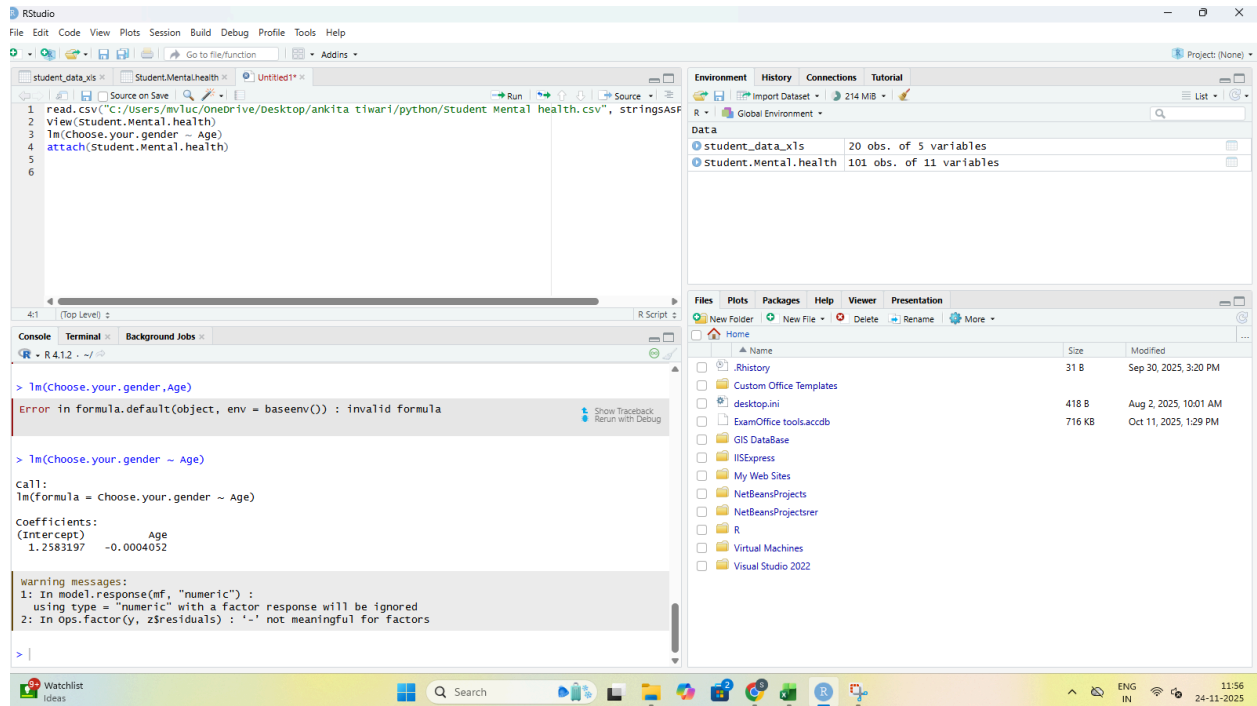 RStudio
File Edit Code View Plots Session Build Debug Profile Tools Help
Go to file/function Addins Project: (None)
student_data_xls Student.Mental.health Untitled1*
Source on Save Run Source
1 read.csv("C:/Users/mvluc/OneDrive/Desktop/ankita tiwari/python/Student Mental health.csv", stringsAsF
2 View(Student.Mental.health)
3 lm(Choose.your.gender ~ Age)
4 attach(Student.Mental.health)
5
6
4:1 (Top Level) R Script
Console Terminal Background Jobs
R 4.1.2 · ~/
> lm(Choose.your.gender,Age)
Error in formula.default(object, env = baseenv()) : invalid formula
Show Traceback
Rerun with Debug
> lm(Choose.your.gender ~ Age)
Call:
lm(formula = Choose.your.gender ~ Age)
Coefficients:
(Intercept) Age
1.2583197 -0.0004052
Warning messages:
1: In model.response(mf, "numeric") :
using type = "numeric" with a factor response will be ignored
2: In Ops.factor(y, z$residuals) : ‘-’ not meaningful for factors
>
Environment History Connections Tutorial
Import Dataset 214 MiB List
R Global Environment
Data
student_data_xls 20 obs. of 5 variables
Student.Mental.health 101 obs. of 11 variables
Files Plots Packages Help Viewer Presentation
New Folder New File Delete Rename More
Home
Name Size Modified
.Rhistory 31 B Sep 30, 2025, 3:20 PM
Custom Office Templates
desktop.ini 418 B Aug 2, 2025, 10:01 AM
ExamOffice tools.accdb 716 KB Oct 11, 2025, 1:29 PM
GIS DataBase
IISExpress
My Web Sites
NetBeansProjects
NetBeansProjectsrer
R
Virtual Machines
Visual Studio 2022
9+ Watchlist
Ideas
Search
2
S
R
ENG
IN
11:56
24-11-2025